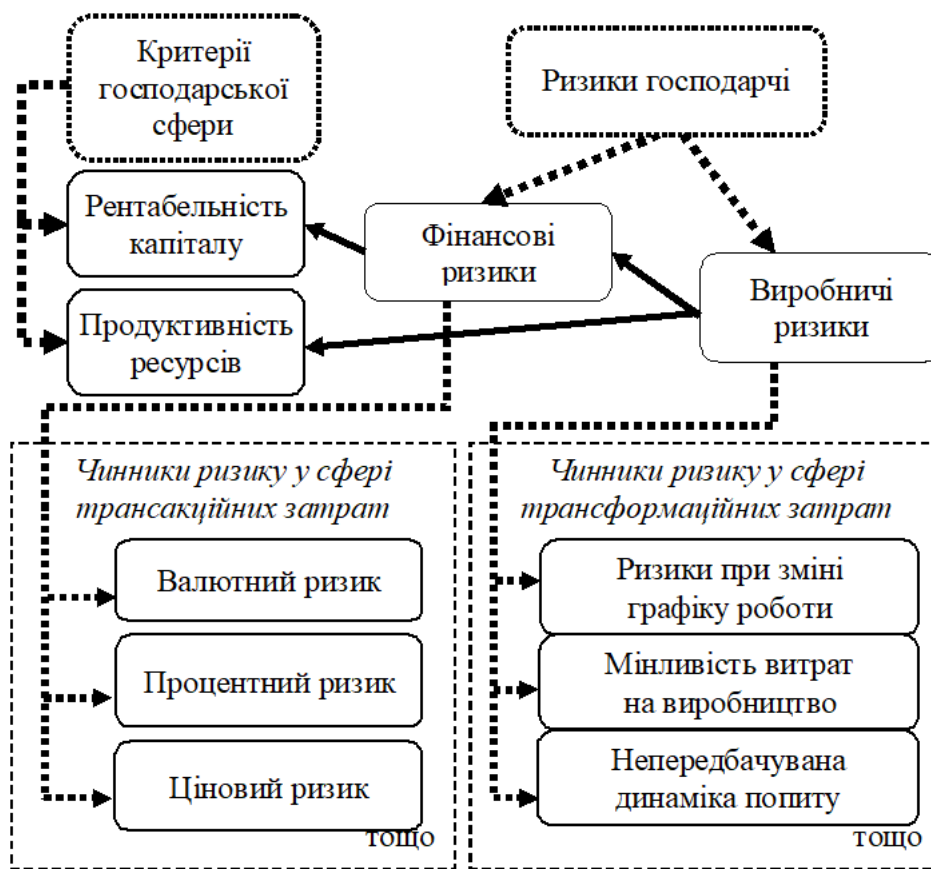 Критерії
господарської
сфери
Ризики господарчі
Рентабельність
капіталу
Фінансові
ризики
Виробничі
ризики
Продуктивність
ресурсів
Чинники ризику у сфері
трансакційних затрат
Валютний ризик
Процентний ризик
Ціновий ризик
тощо
Чинники ризику у сфері
трансформаційних затрат
Ризики при зміні
графіку роботи
Мінливість витрат
на виробництво
Непередбачувана
динаміка попиту
тощо